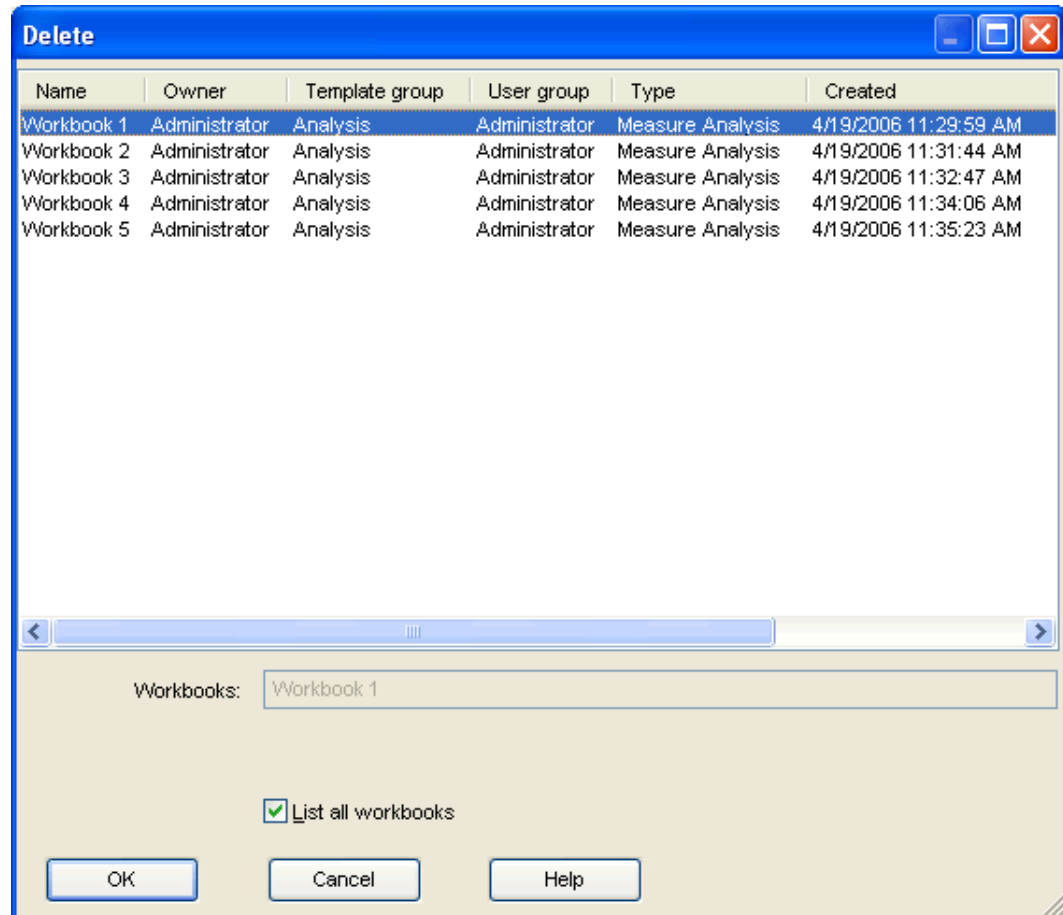 Delete
Name Owner Template group User group Type Created
Workbook 1 Administrator Analysis Administrator Measure Analysis 4/19/2006 11:29:59 AM
Workbook 2 Administrator Analysis Administrator Measure Analysis 4/19/2006 11:31:44 AM
Workbook 3 Administrator Analysis Administrator Measure Analysis 4/19/2006 11:32:47 AM
Workbook 4 Administrator Analysis Administrator Measure Analysis 4/19/2006 11:34:06 AM
Workbook 5 Administrator Analysis Administrator Measure Analysis 4/19/2006 11:35:23 AM
Workbooks: Workbook 1
List all workbooks
OK Cancel Help